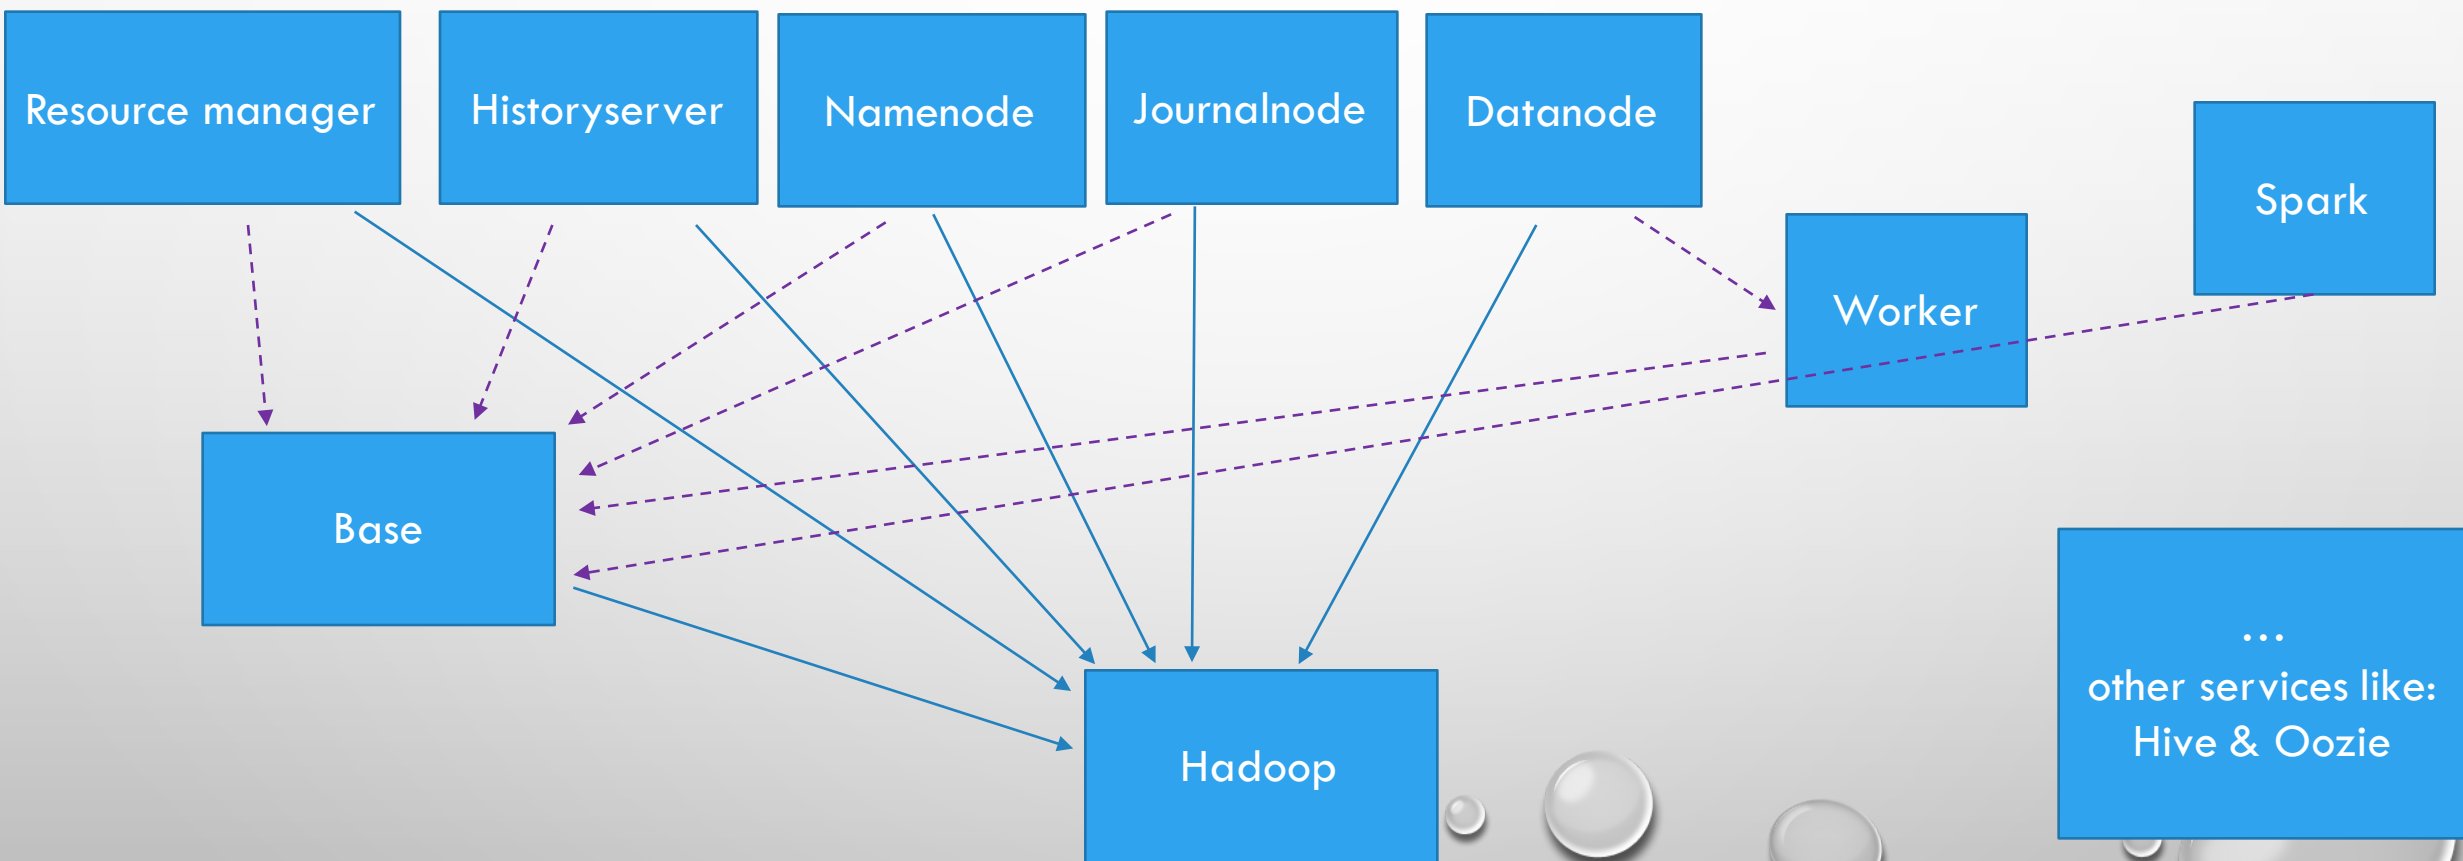 Resource manager
Historyserver
Namenode
Journalnode
Datanode
Spark
Worker
Base
...
other services like:
Hive & Oozie
Hadoop